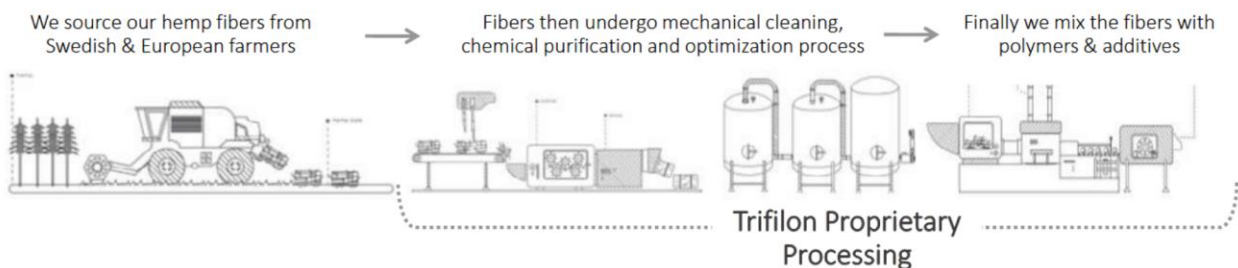 We source our hemp fibers from
Swedish & European farmers
Fibers then undergo mechanical cleaning,
chemical purification and optimization process
Finally we mix the fibers with
polymers & additives
Trifilon Proprietary
Processing